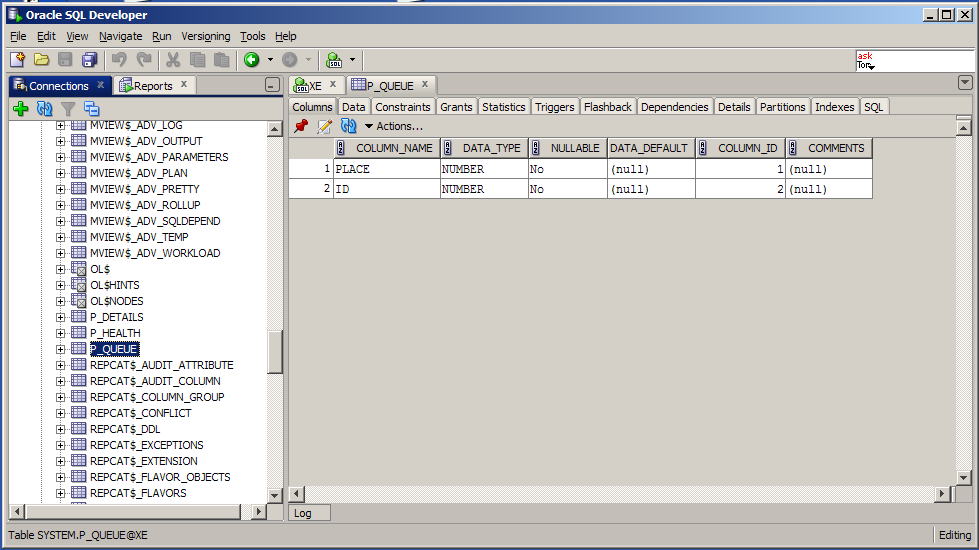 Oracle SQL Developer
File Edit View Navigate Run Versioning Tools Help
SQL
ask
Tom
Connections x Reports x
XE x P_QUEUE x
Columns Data Constraints Grants Statistics Triggers Flashback Dependencies Details Partitions Indexes SQL
Actions...
COLUMN_NAME DATA_TYPE NULLABLE DATA_DEFAULT COLUMN_ID COMMENTS
1 PLACE NUMBER No (null) 1 (null)
2 ID NUMBER No (null) 2 (null)
MVIEW$_ADV_LOG
MVIEW$_ADV_OUTPUT
MVIEW$_ADV_PARAMETERS
MVIEW$_ADV_PLAN
MVIEW$_ADV_PRETTY
MVIEW$_ADV_ROLLUP
MVIEW$_ADV_SQLDEPEND
MVIEW$_ADV_TEMP
MVIEW$_ADV_WORKLOAD
OL$
OL$HINTS
OL$NODES
P_DETAILS
P_HEALTH
P_QUEUE
REPCAT$_AUDIT_ATTRIBUTE
REPCAT$_AUDIT_COLUMN
REPCAT$_COLUMN_GROUP
REPCAT$_CONFLICT
REPCAT$_DDL
REPCAT$_EXCEPTIONS
REPCAT$_EXTENSION
REPCAT$_FLAVOR_OBJECTS
REPCAT$_FLAVORS
Log
Table SYSTEM.P_QUEUE@XE
Editing